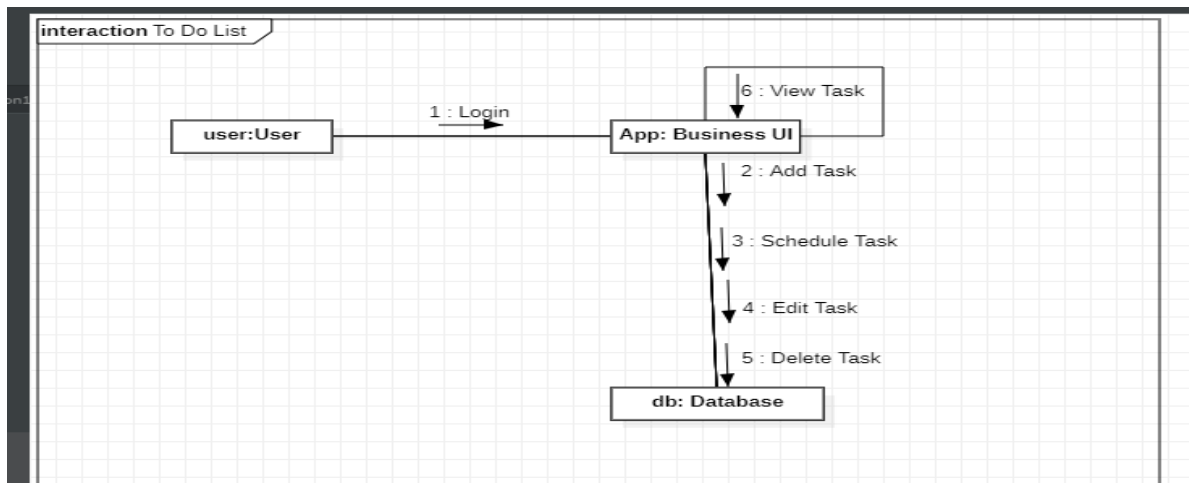 interaction To Do List
on1
6 : View Task
1 : Login
user:User
App: Business UI
2 : Add Task
3 : Schedule Task
4 : Edit Task
5 : Delete Task
db: Database